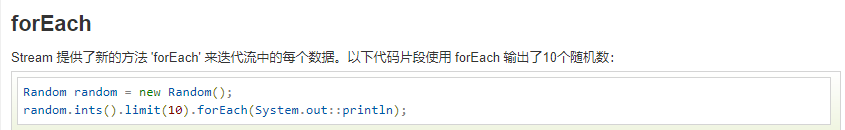 forEach
Stream 提供了新的方法 'forEach' 来迭代流中的每个数据。以下代码片段使用 forEach 输出了10个随机数：
Random random = new Random();
random.ints().limit(10).forEach(System.out::println);